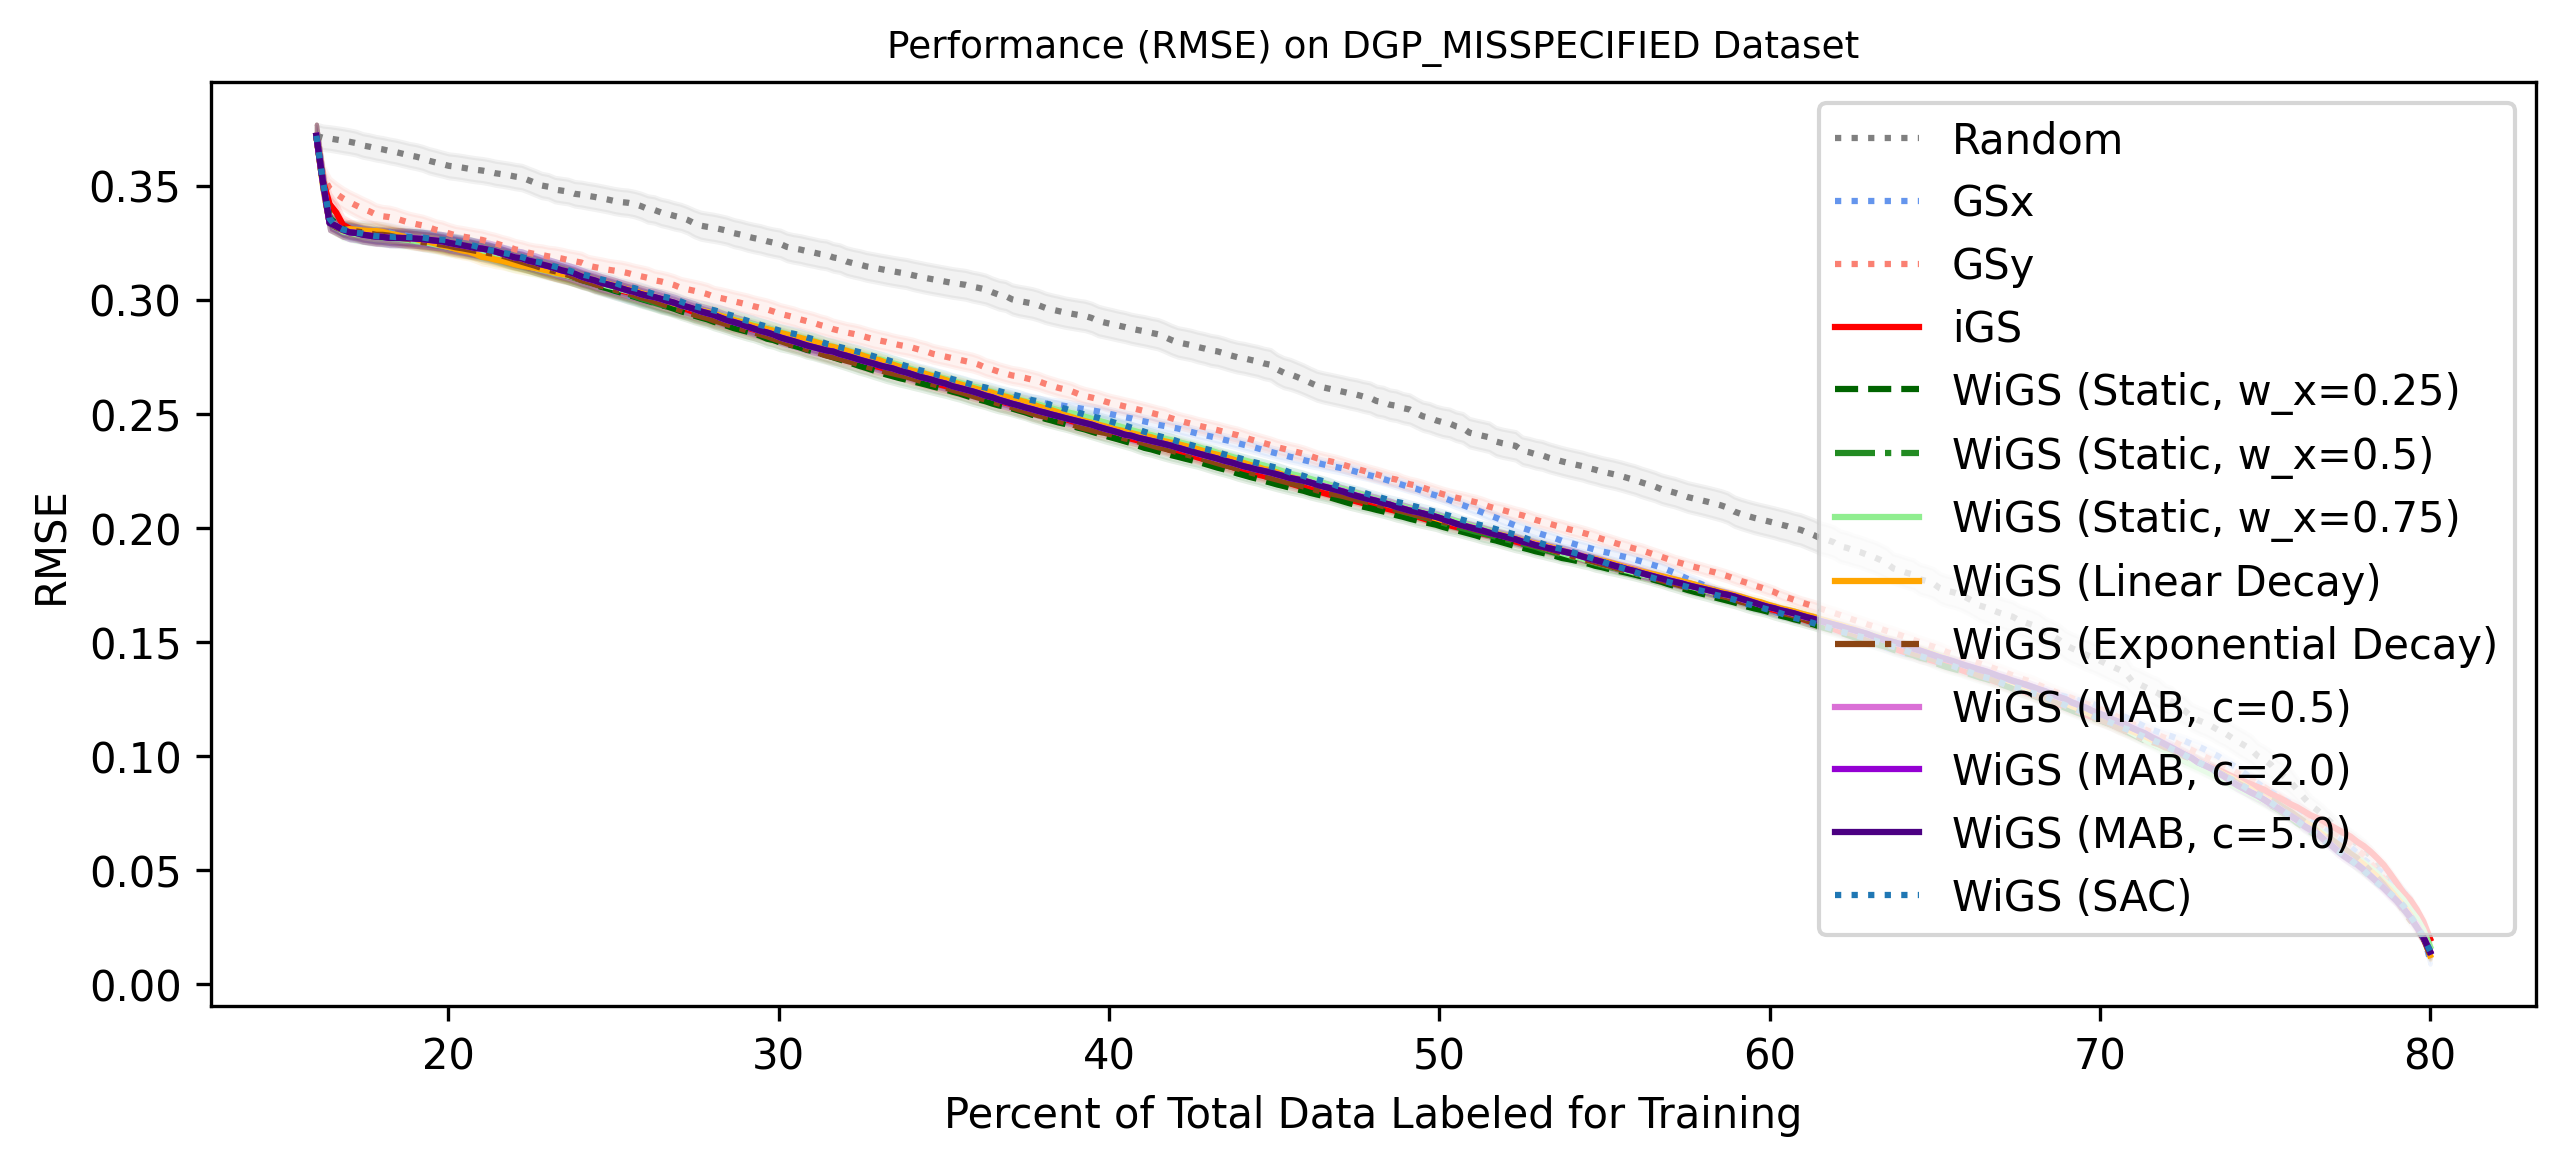 Performance (RMSE) on DGP_MISSPECIFIED Dataset
RMSE
0.35
0.30
0.25
0.20
0.15
0.10
0.05
0.00
20 30 40 50 60 70 80
Percent of Total Data Labeled for Training
Random
GSx
GSy
iGS
WiGS (Static, w_x=0.25)
WiGS (Static, w_x=0.5)
WiGS (Static, w_x=0.75)
WiGS (Linear Decay)
WiGS (Exponential Decay)
WiGS (MAB, c=0.5)
WiGS (MAB, c=2.0)
WiGS (MAB, c=5.0)
WiGS (SAC)